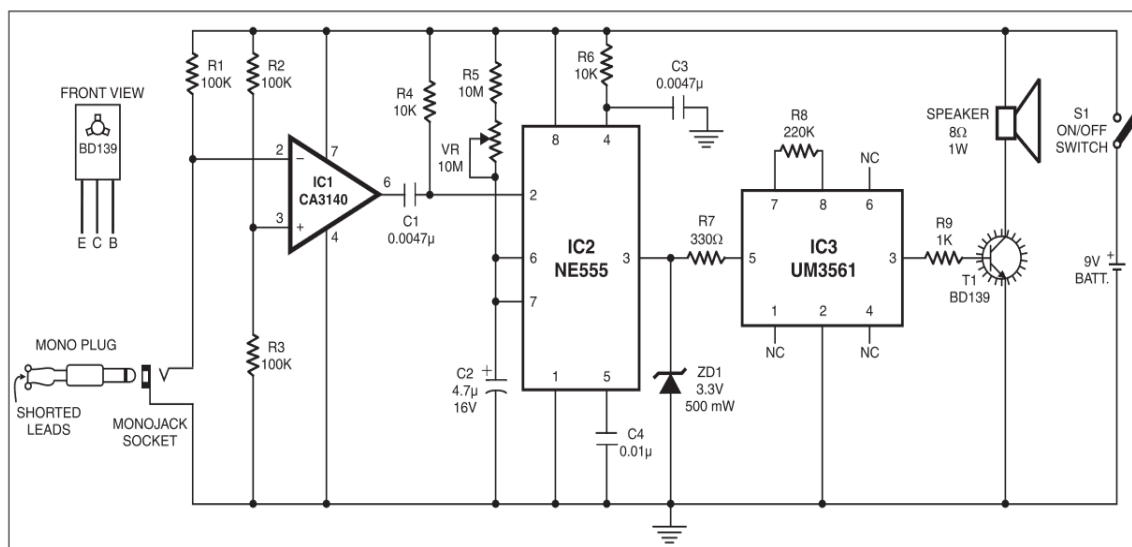 FRONT VIEW
BD139
E C B
R1
100K
R2
100K
7
2
−
IC1
CA3140
6
3
+
4
C1
0.0047µ
R3
100K
MONO PLUG
SHORTED
LEADS
MONOJACK
SOCKET
R4
10K
R5
10M
VR
10M
R6
10K
C3
0.0047µ
8
4
2
IC2
NE555
3
6
7
1
5
+
C2
4.7µ
16V
C4
0.01µ
ZD1
3.3V
500 mW
R7
330Ω
R8
220K
NC
7
8
6
5
IC3
UM3561
3
1
2
4
NC
NC
R9
1K
T1
BD139
SPEAKER
8Ω
1W
S1
ON/OFF
SWITCH
9V
BATT.
+